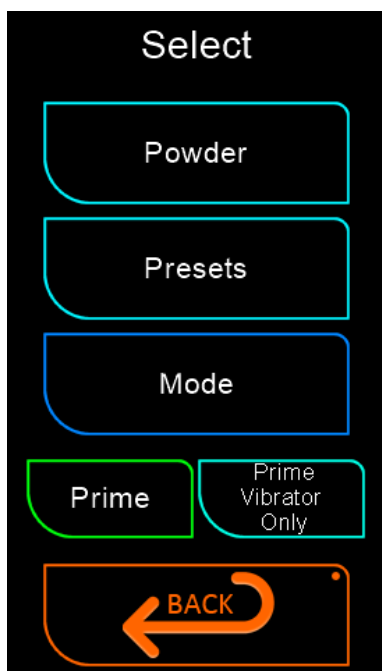 Select
Powder
Presets
Mode
Prime
Prime
Vibrator
Only
BACK